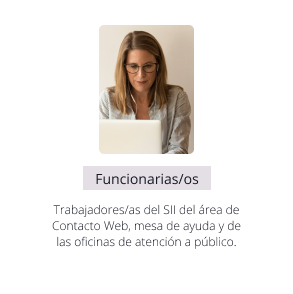 Funcionarias/os
Trabajadores/as del SII del área de
Contacto Web, mesa de ayuda y de
las oficinas de atención a público.